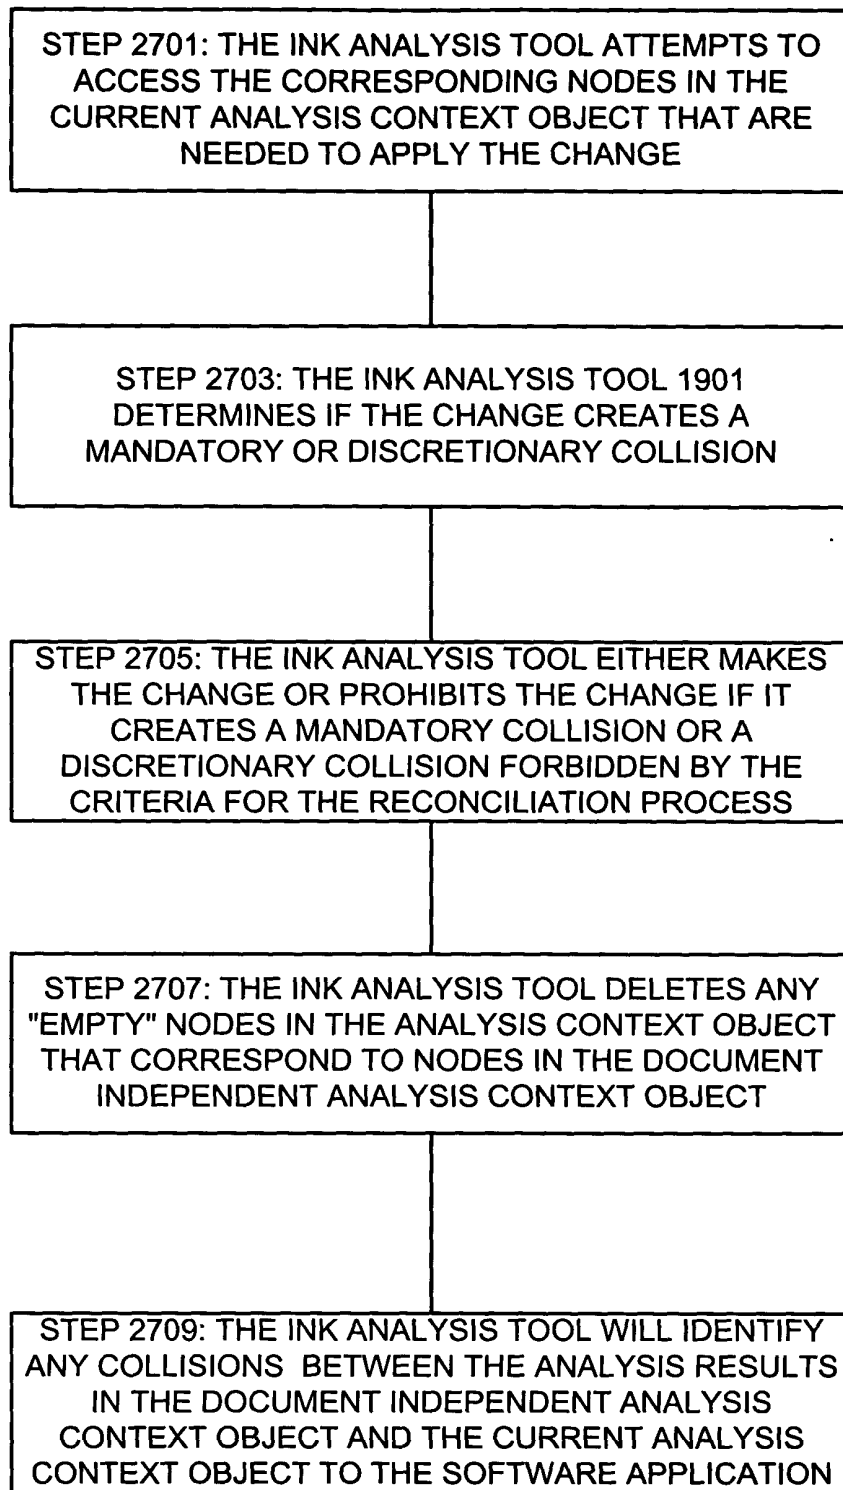 STEP 2701: THE INK ANALYSIS TOOL ATTEMPTS TO
ACCESS THE CORRESPONDING NODES IN THE
CURRENT ANALYSIS CONTEXT OBJECT THAT ARE
NEEDED TO APPLY THE CHANGE
STEP 2703: THE INK ANALYSIS TOOL 1901
DETERMINES IF THE CHANGE CREATES A
MANDATORY OR DISCRETIONARY COLLISION
STEP 2705: THE INK ANALYSIS TOOL EITHER MAKES
THE CHANGE OR PROHIBITS THE CHANGE IF IT
CREATES A MANDATORY COLLISION OR A
DISCRETIONARY COLLISION FORBIDDEN BY THE
CRITERIA FOR THE RECONCILIATION PROCESS
STEP 2707: THE INK ANALYSIS TOOL DELETES ANY
"EMPTY" NODES IN THE ANALYSIS CONTEXT OBJECT
THAT CORRESPOND TO NODES IN THE DOCUMENT
INDEPENDENT ANALYSIS CONTEXT OBJECT
STEP 2709: THE INK ANALYSIS TOOL WILL IDENTIFY
ANY COLLISIONS BETWEEN THE ANALYSIS RESULTS
IN THE DOCUMENT INDEPENDENT ANALYSIS
CONTEXT OBJECT AND THE CURRENT ANALYSIS
CONTEXT OBJECT TO THE SOFTWARE APPLICATION